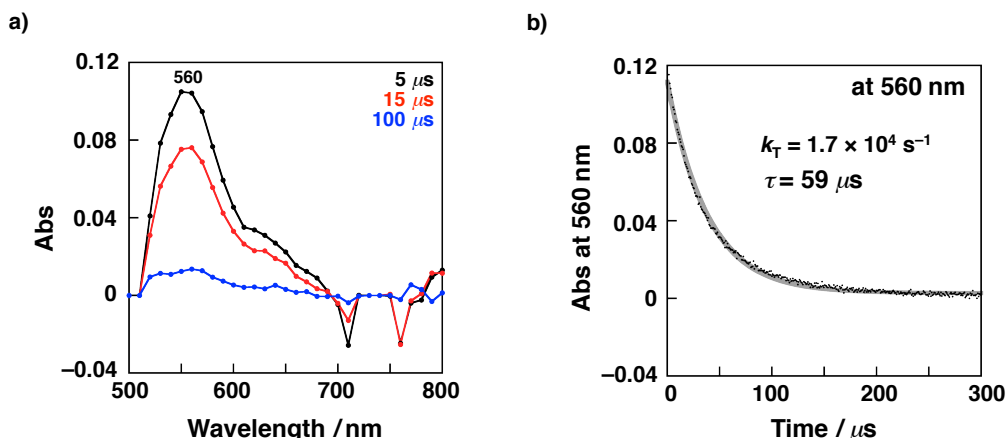 a)
0.12
0.08
0.04
0
–0.04
Abs
560
5 μs
15 μs
100 μs
500
600
700
800
Wavelength / nm
b)
0.12
0.08
0.04
0
–0.04
Abs at 560 nm
at 560 nm
kT = 1.7 × 10⁴ s⁻¹
τ = 59 μs
0
100
200
300
Time / μs